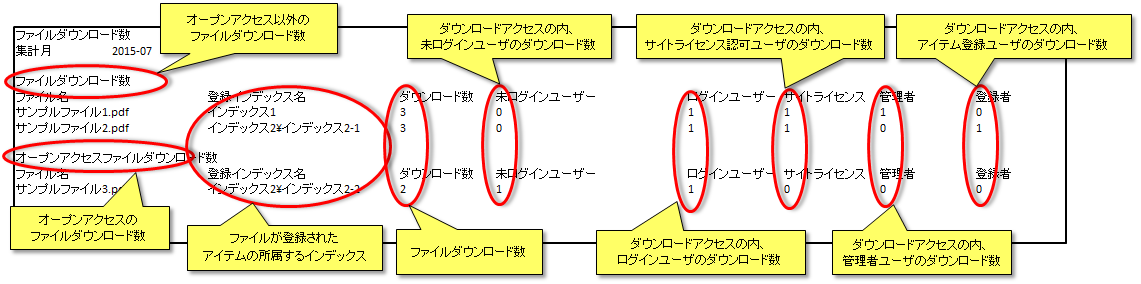 オープンアクセス以外の
ファイルダウンロード数
ダウンロードアクセスの内、
未ログインユーザのダウンロード数
ダウンロードアクセスの内、
サイトライセンス認可ユーザのダウンロード数
ダウンロードアクセスの内、
アイテム登録ユーザのダウンロード数
ファイルダウンロード数
集計月 2015-07
ファイルダウンロード数
ファイル名 登録インデックス名 ダウンロード数 未ログインユーザー ログインユーザー サイトライセンス 管理者 登録者
サンプルファイル1.pdf インデックス1 3 0 1 1 1 0
サンプルファイル2.pdf インデックス2¥インデックス2-1 3 0 1 1 0 1
オープンアクセスファイルダウンロード数
ファイル名 登録インデックス名 ダウンロード数 未ログインユーザー ログインユーザー サイトライセンス 管理者 登録者
サンプルファイル3.pd インデックス2¥インデックス2-2 2 1 1 0 0 0
オープンアクセスの
ファイルダウンロード数
ファイルが登録された
アイテムの所属するインデックス
ファイルダウンロード数
ダウンロードアクセスの内、
ログインユーザのダウンロード数
ダウンロードアクセスの内、
管理者ユーザのダウンロード数